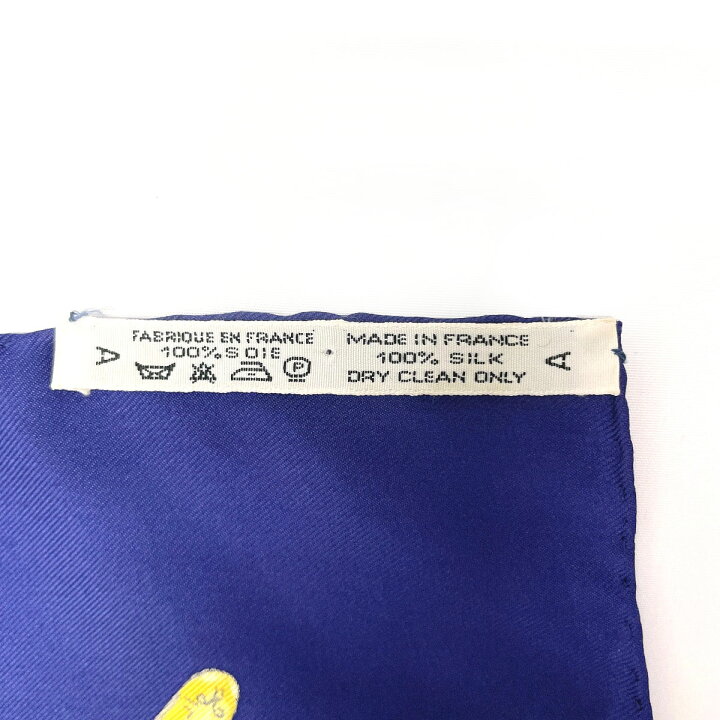 A
FABRIQUE EN FRANCE
100% SOIE
P
MADE IN FRANCE
100% SILK
DRY CLEAN ONLY
A